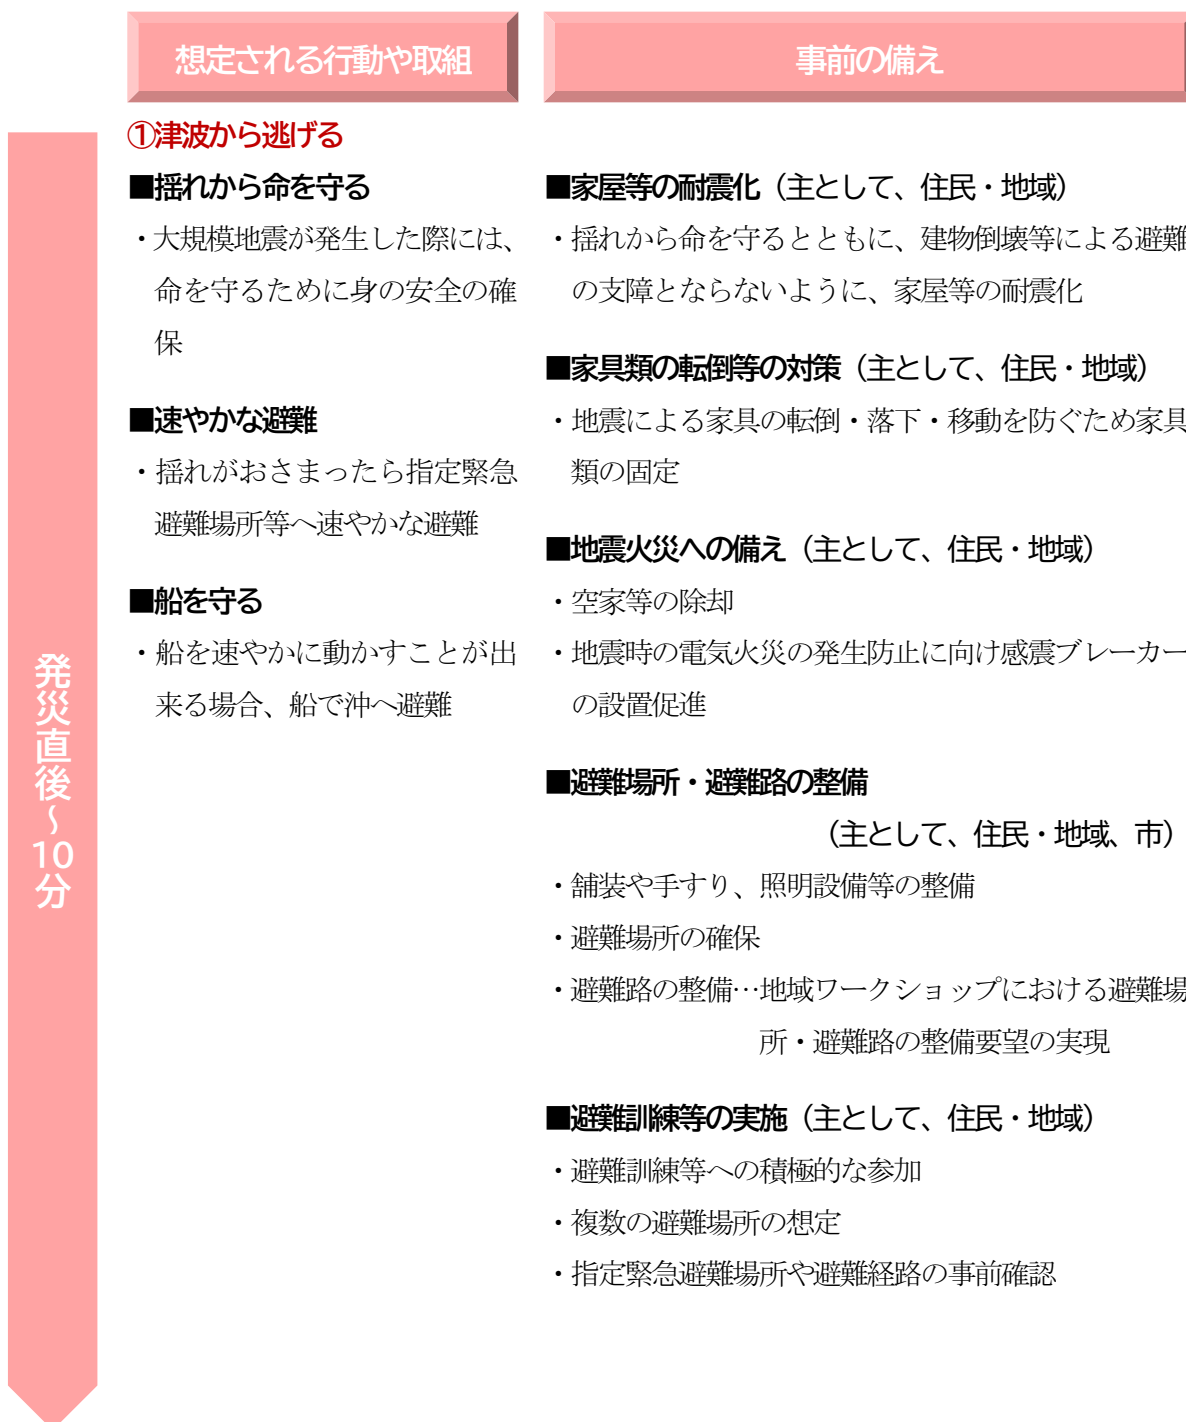 想定される行動や取組
事前の備え
発災直後～10分
①津波から逃げる
■揺れから命を守る
・大規模地震が発生した際には、
命を守るために身の安全の確
保
■速やかな避難
・揺れがおさまったら指定緊急
避難場所等へ速やかな避難
■船を守る
・船を速やかに動かすことが出
来る場合、船で沖へ避難
■家屋等の耐震化（主として、住民・地域）
・揺れから命を守るとともに、建物倒壊等による避難
の支障とならないように、家屋等の耐震化
■家具類の転倒等の対策（主として、住民・地域）
・地震による家具の転倒・落下・移動を防ぐため家具
類の固定
■地震火災への備え（主として、住民・地域）
・空家等の除却
・地震時の電気火災の発生防止に向け感震ブレーカー
の設置促進
■避難場所・避難路の整備
（主として、住民・地域、市）
・舗装や手すり、照明設備等の整備
・避難場所の確保
・避難路の整備…地域ワークショップにおける避難場
所・避難路の整備要望の実現
■避難訓練等の実施（主として、住民・地域）
・避難訓練等への積極的な参加
・複数の避難場所の想定
・指定緊急避難場所や避難経路の事前確認